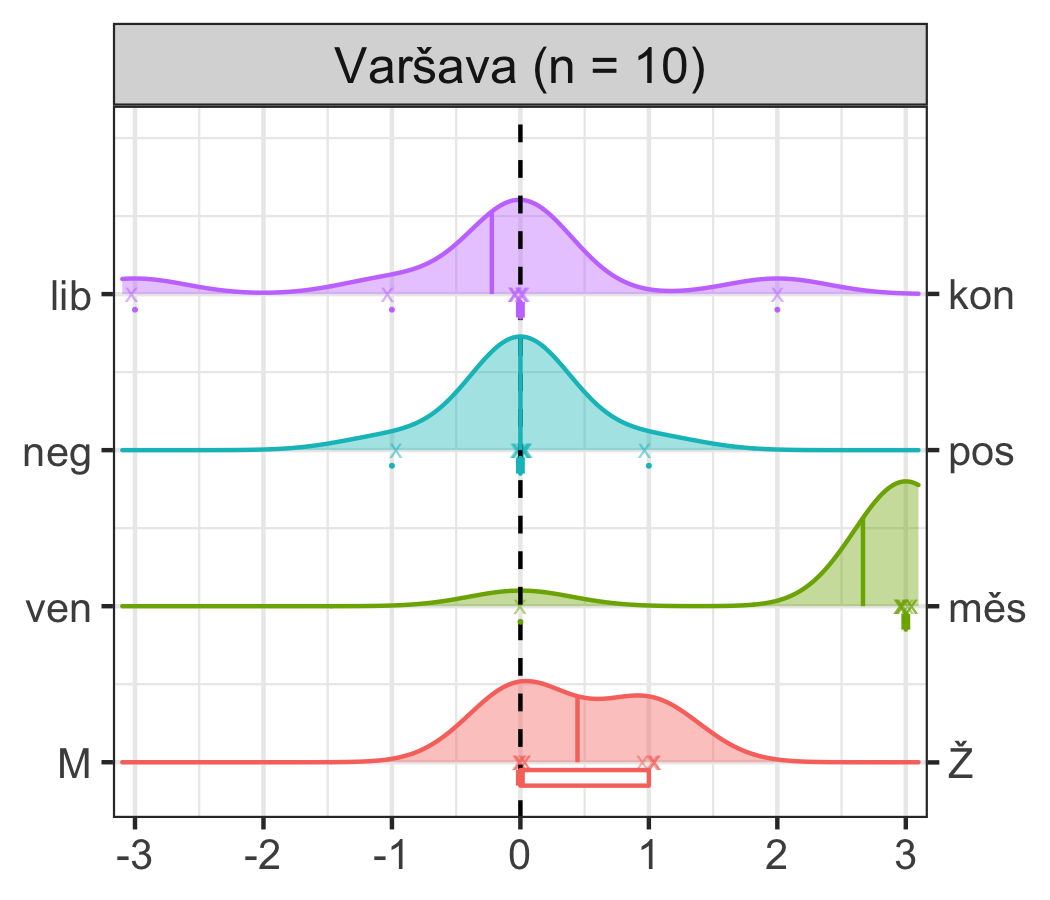 Varšava (n = 10)
lib kon
neg pos
ven měs
M Ž
-3 -2 -1 0 1 2 3